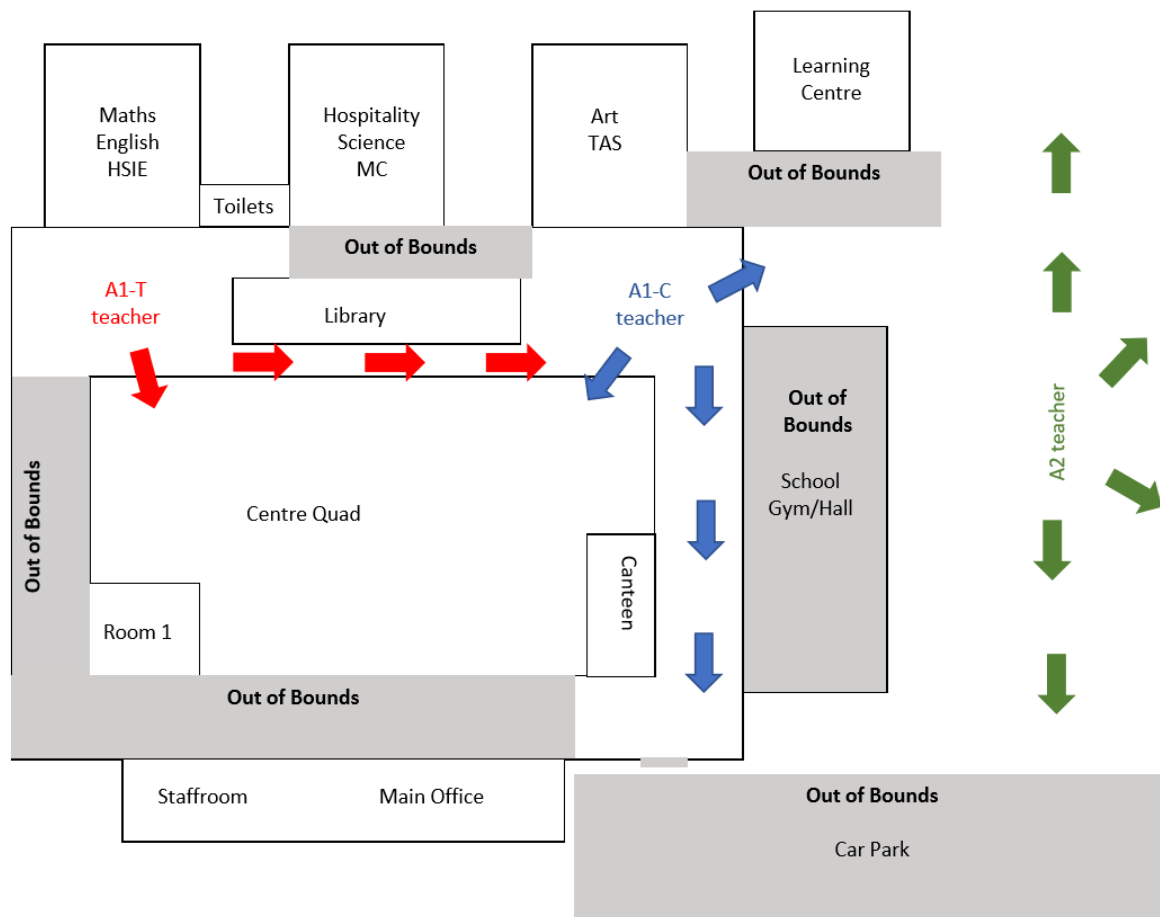 Learning
Centre
Maths
English
HSIE
Hospitality
Science
MC
Art
TAS
Out of Bounds
Toilets
Out of Bounds
A1-T
teacher
Library
A1-C
teacher
Out of
Bounds
School
Gym/Hall
A2 teacher
Out of Bounds
Centre Quad
Canteen
Room 1
Out of Bounds
Staffroom
Main Office
Out of Bounds
Car Park